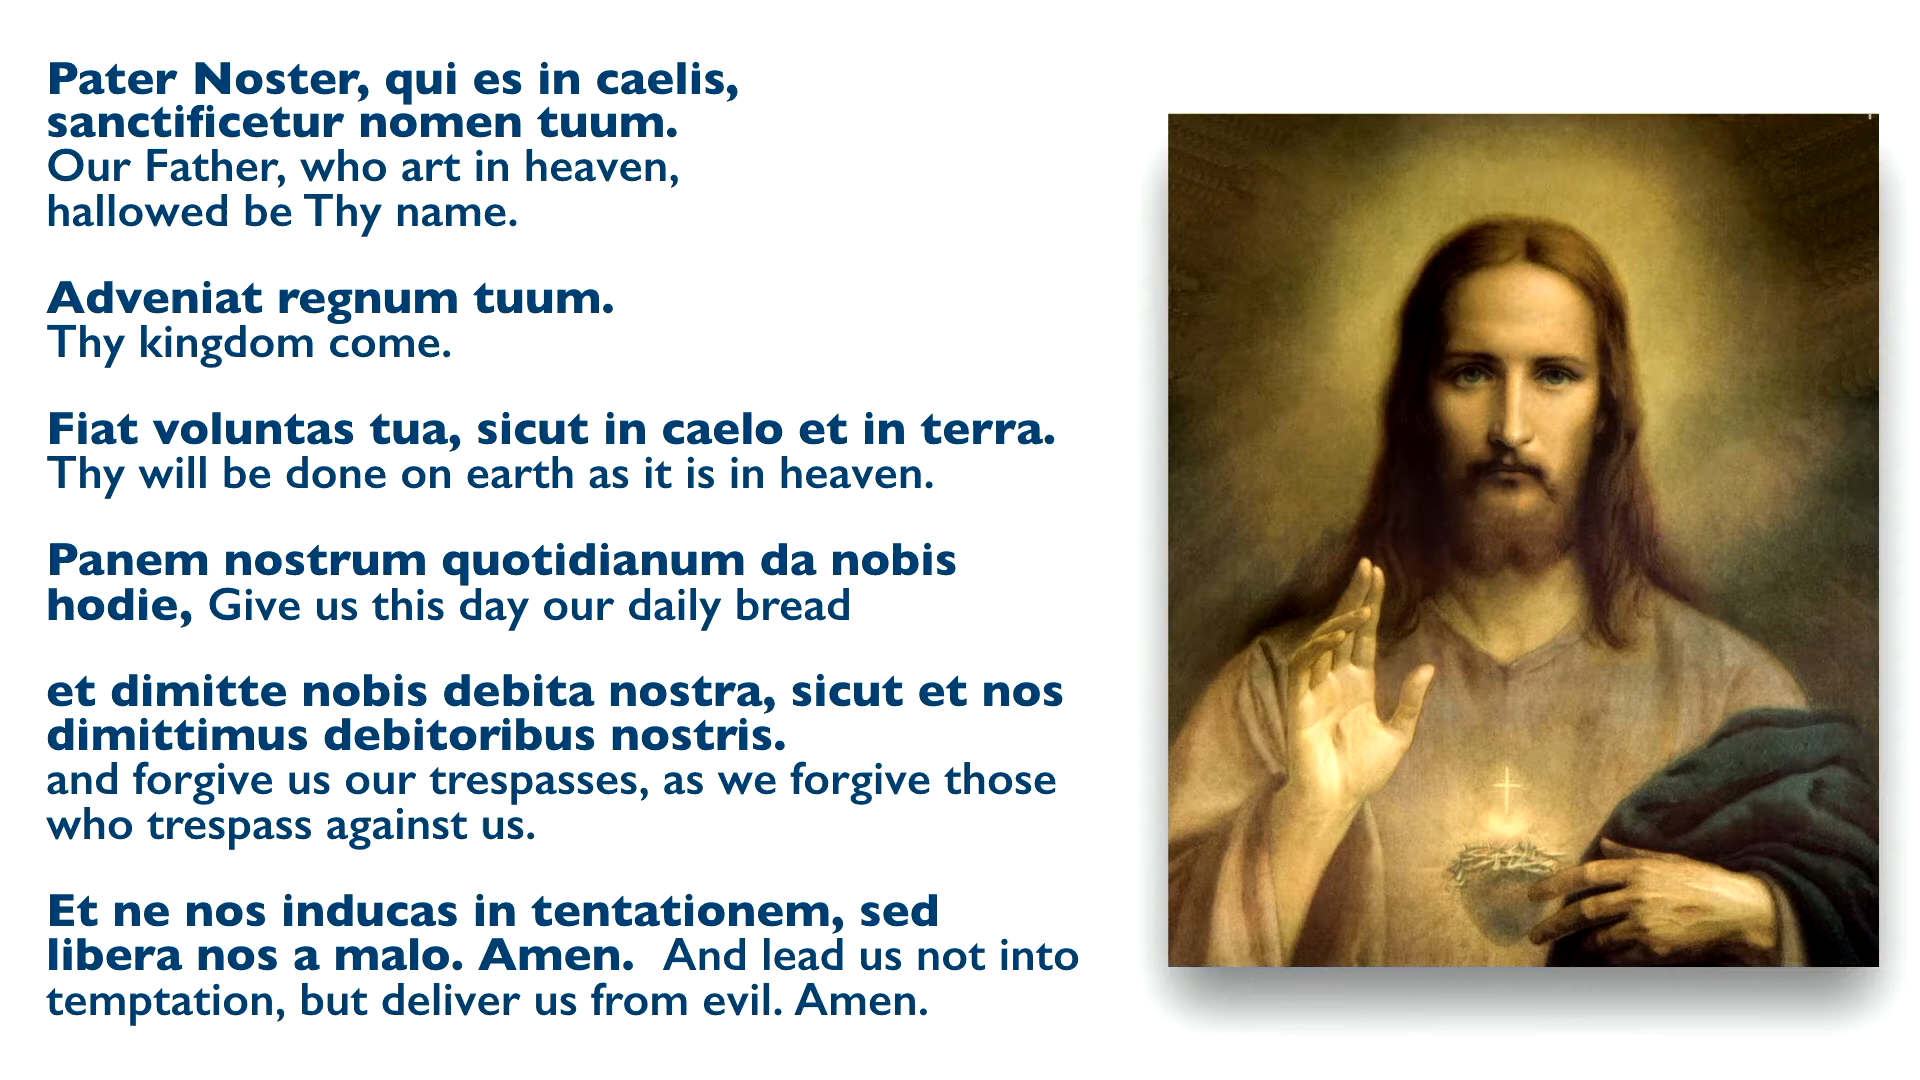 Pater Noster, qui es in caelis,
sanctificetur nomen tuum.
Our Father, who art in heaven,
hallowed be Thy name.
Adveniat regnum tuum.
Thy kingdom come.
Fiat voluntas tua, sicut in caelo et in terra.
Thy will be done on earth as it is in heaven.
Panem nostrum quotidianum da nobis
hodie, Give us this day our daily bread
et dimitte nobis debita nostra, sicut et nos
dimittimus debitoribus nostris.
and forgive us our trespasses, as we forgive those
who trespass against us.
Et ne nos inducas in tentationem, sed
libera nos a malo. Amen. And lead us not into
temptation, but deliver us from evil. Amen.